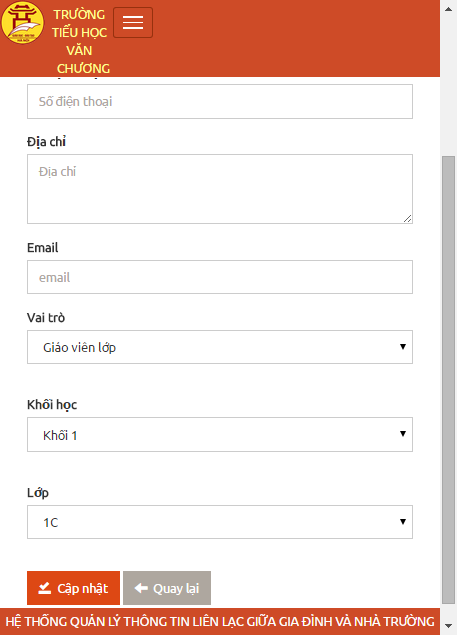 TRƯỜNG
TIỂU HỌC
VĂN
CHƯƠNG
Số điện thoại
Địa chỉ
Địa chỉ
Email
email
Vai trò
Giáo viên lớp
Khối học
Khối 1
Lớp
1C
Cập nhật
Quay lại
HỆ THỐNG QUẢN LÝ THÔNG TIN LIÊN LẠC GIỮA GIA ĐÌNH VÀ NHÀ TRƯỜNG